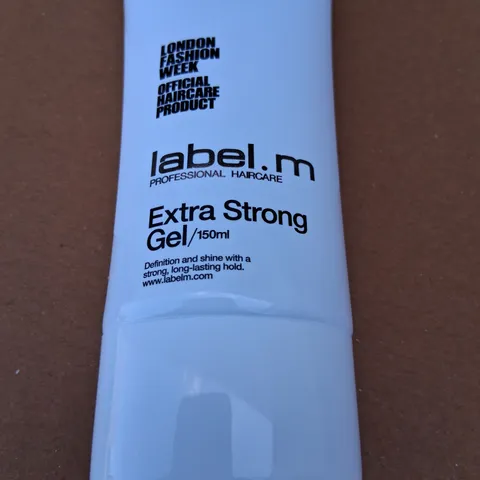 LONDON
FASHION
WEEK
OFFICIAL
HAIRCARE
PRODUCT
label.m
PROFESSIONAL HAIRCARE
Extra Strong
Gel/150ml
Definition and shine with a
strong, long-lasting hold.
www.labelm.com